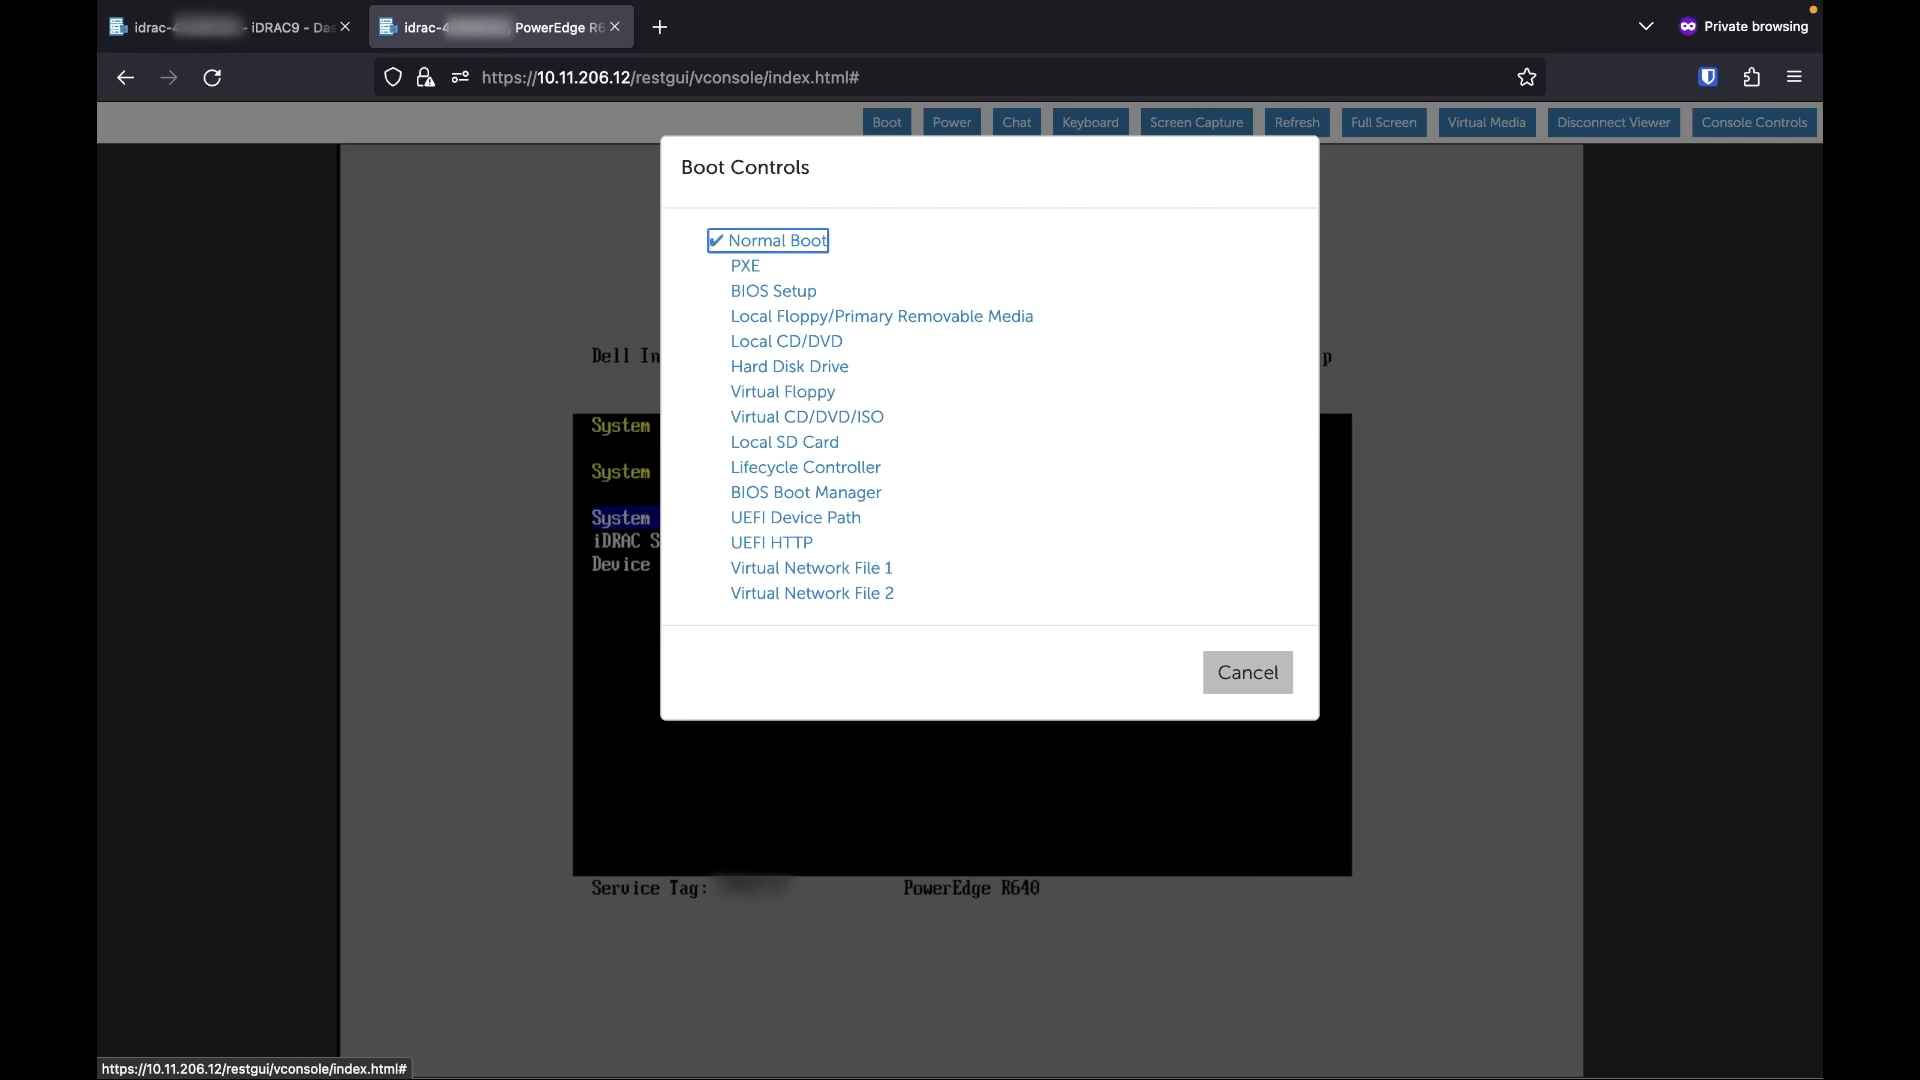 idrac-4 - iDRAC9 - Das
idrac-4 , PowerEdge R6
Private browsing
https://10.11.206.12/restgui/vconsole/index.html#
Boot Power Chat Keyboard Screen Capture Refresh Full Screen Virtual Media Disconnect Viewer Console Controls
Boot Controls
✔ Normal Boot
PXE
BIOS Setup
Local Floppy/Primary Removable Media
Local CD/DVD
Hard Disk Drive
Virtual Floppy
Virtual CD/DVD/ISO
Local SD Card
Lifecycle Controller
BIOS Boot Manager
UEFI Device Path
UEFI HTTP
Virtual Network File 1
Virtual Network File 2
Cancel
Dell In
p
System
System
System
iDRAC S
Device
Service Tag: PowerEdge R640
https://10.11.206.12/restgui/vconsole/index.html#